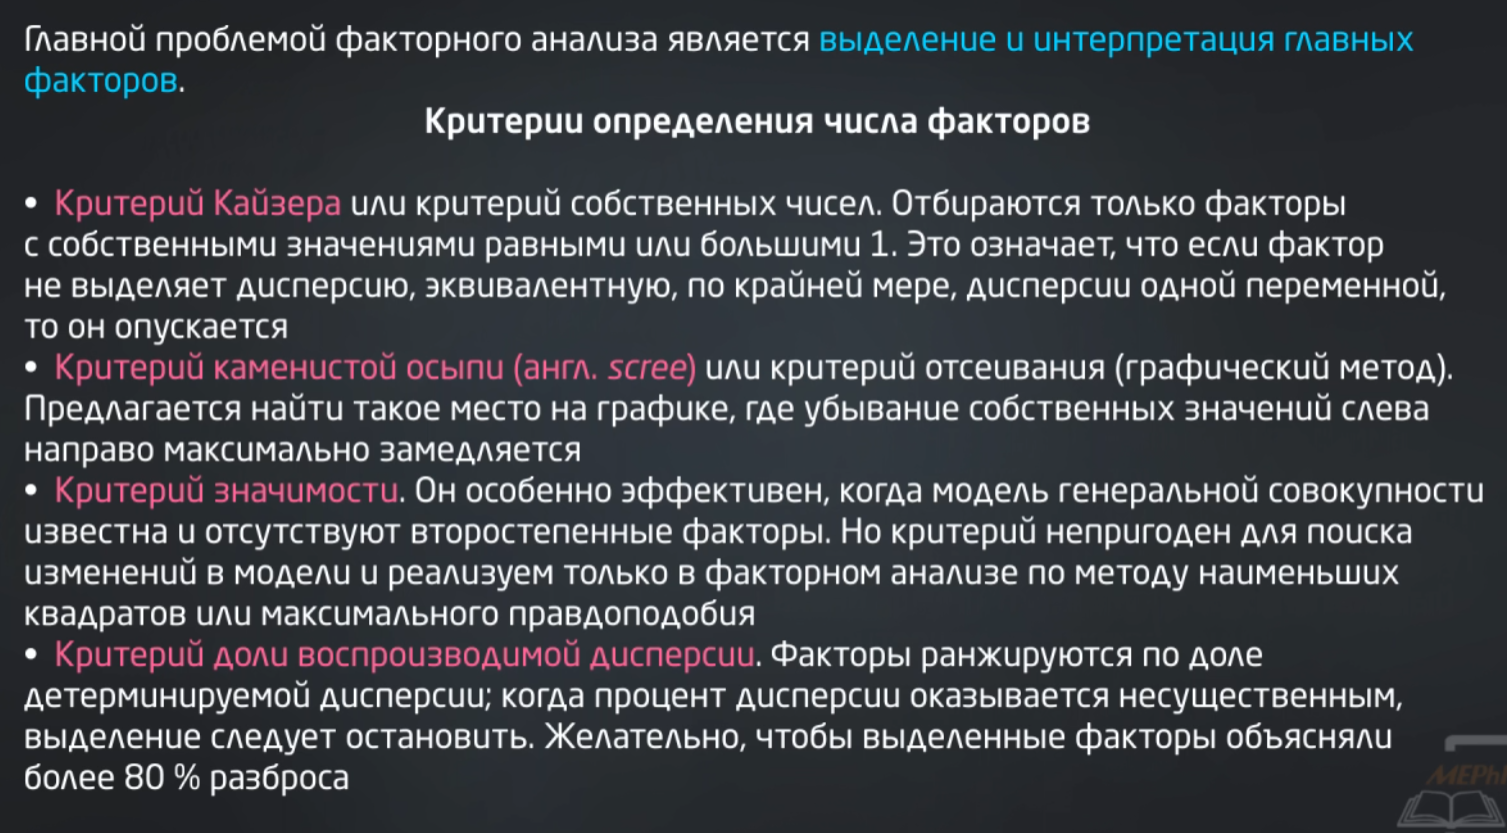 Главной проблемой факторного анализа является выделение и интерпретация главных
факторов.
Критерии определения числа факторов
• Критерий Кайзера или критерий собственных чисел. Отбираются только факторы
с собственными значениями равными или большими 1. Это означает, что если фактор
не выделяет дисперсию, эквивалентную, по крайней мере, дисперсии одной переменной,
то он опускается
• Критерий каменистой осыпи (англ. scree) или критерий отсеивания (графический метод).
Предлагается найти такое место на графике, где убывание собственных значений слева
направо максимально замедляется
• Критерий значимости. Он особенно эффективен, когда модель генеральной совокупности
известна и отсутствуют второстепенные факторы. Но критерий непригоден для поиска
изменений в модели и реализуем только в факторном анализе по методу наименьших
квадратов или максимального правдоподобия
• Критерий доли воспроизводимой дисперсии. Факторы ранжируются по доле
детерминируемой дисперсии; когда процент дисперсии оказывается несущественным,
выделение следует остановить. Желательно, чтобы выделенные факторы объясняли
более 80 % разброса
MEPhI